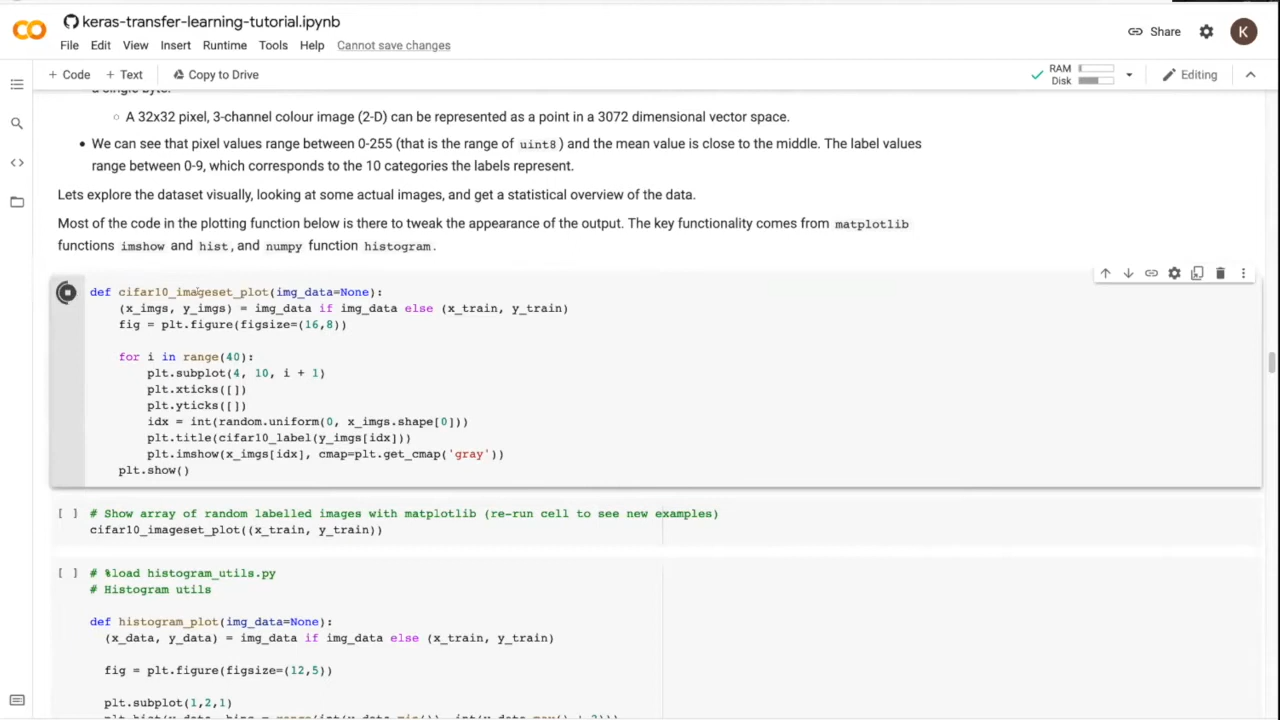 keras-transfer-learning-tutorial.ipynb
Share
K
File Edit View Insert Runtime Tools Help Cannot save changes
+ Code + Text Copy to Drive
RAM
Disk
Editing
a single byte.
○ A 32x32 pixel, 3-channel colour image (2-D) can be represented as a point in a 3072 dimensional vector space.
• We can see that pixel values range between 0-255 (that is the range of uint8) and the mean value is close to the middle. The label values
range between 0-9, which corresponds to the 10 categories the labels represent.
Lets explore the dataset visually, looking at some actual images, and get a statistical overview of the data.
Most of the code in the plotting function below is there to tweak the appearance of the output. The key functionality comes from matplotlib
functions imshow and hist, and numpy function histogram.
def cifar10_imageset_plot(img_data=None):
(x_imgs, y_imgs) = img_data if img_data else (x_train, y_train)
fig = plt.figure(figsize=(16,8))
for i in range(40):
plt.subplot(4, 10, i + 1)
plt.xticks([])
plt.yticks([])
idx = int(random.uniform(0, x_imgs.shape[0]))
plt.title(cifar10_label(y_imgs[idx]))
plt.imshow(x_imgs[idx], cmap=plt.get_cmap('gray'))
plt.show()
[ ] # Show array of random labelled images with matplotlib (re-run cell to see new examples)
cifar10_imageset_plot((x_train, y_train))
[ ] # %load histogram_utils.py
# Histogram utils
def histogram_plot(img_data=None):
(x_data, y_data) = img_data if img_data else (x_train, y_train)
fig = plt.figure(figsize=(12,5))
plt.subplot(1,2,1)